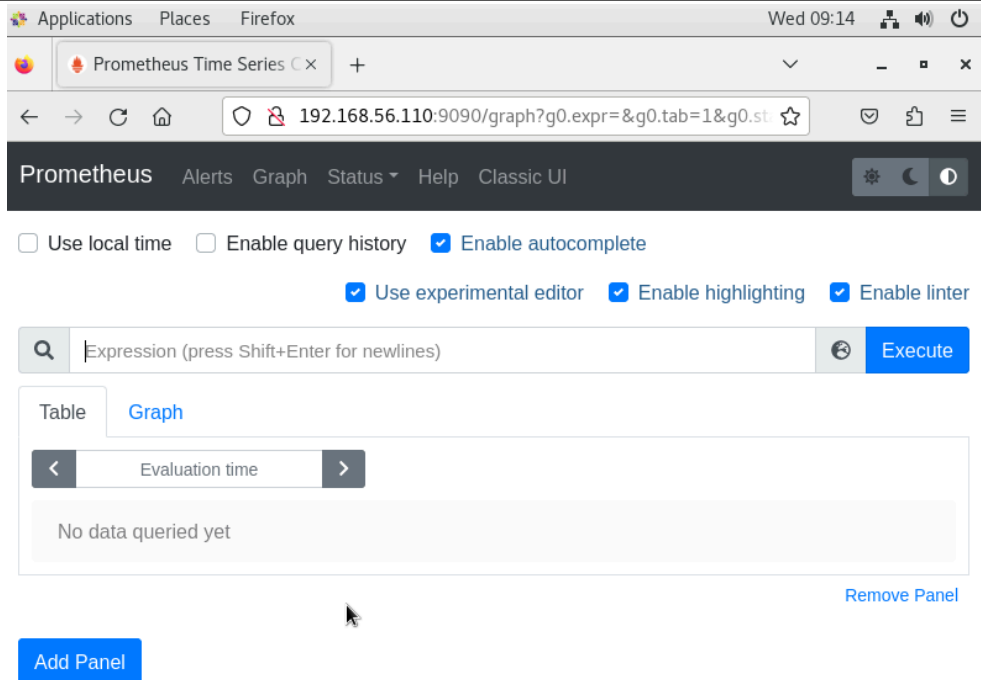 Applications Places Firefox Wed 09:14
Prometheus Time Series C
192.168.56.110:9090/graph?g0.expr=&g0.tab=1&g0.st
Prometheus Alerts Graph Status Help Classic UI
Use local time Enable query history Enable autocomplete
Use experimental editor Enable highlighting Enable linter
Expression (press Shift+Enter for newlines) Execute
Table Graph
Evaluation time
No data queried yet
Remove Panel
Add Panel